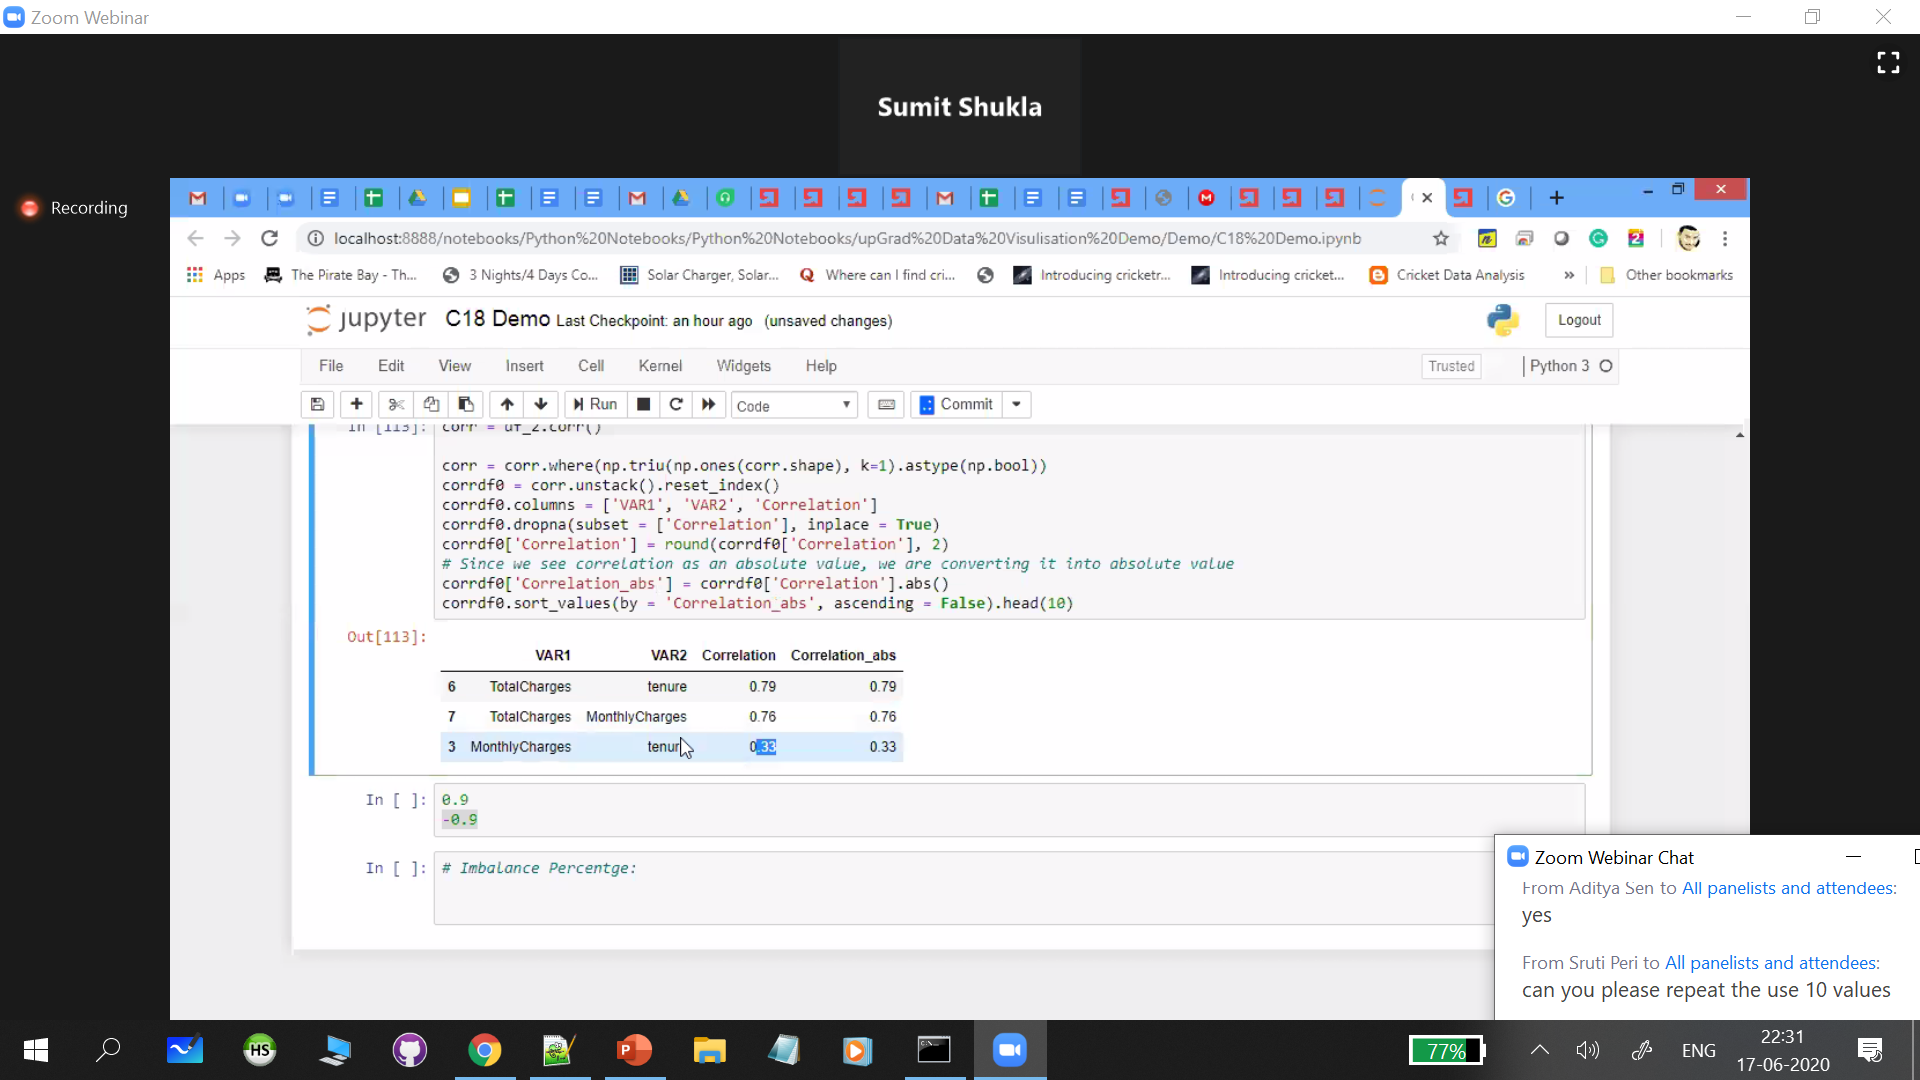 Zoom Webinar
Sumit Shukla
Recording
localhost:8888/notebooks/Python%20Notebooks/Python%20Notebooks/upGrad%20Data%20Visulisation%20Demo/Demo/C18%20Demo.ipynb
Apps The Pirate Bay - Th... 3 Nights/4 Days Co... Solar Charger, Solar... Where can I find cri... Introducing cricketr... Introducing cricket... Cricket Data Analysis » Other bookmarks
jupyter C18 Demo Last Checkpoint: an hour ago (unsaved changes) Logout
File Edit View Insert Cell Kernel Widgets Help Trusted Python 3
Run Code Commit
In [113]: corr = df_2.corr()
corr = corr.where(np.triu(np.ones(corr.shape), k=1).astype(np.bool))
corrdf0 = corr.unstack().reset_index()
corrdf0.columns = ['VAR1', 'VAR2', 'Correlation']
corrdf0.dropna(subset = ['Correlation'], inplace = True)
corrdf0['Correlation'] = round(corrdf0['Correlation'], 2)
# Since we see correlation as an absolute value, we are converting it into absolute value
corrdf0['Correlation_abs'] = corrdf0['Correlation'].abs()
corrdf0.sort_values(by = 'Correlation_abs', ascending = False).head(10)
Out[113]:
VAR1 VAR2 Correlation Correlation_abs
6 TotalCharges tenure 0.79 0.79
7 TotalCharges MonthlyCharges 0.76 0.76
3 MonthlyCharges tenure 0.33 0.33
In [ ]: 0.9
-0.9
In [ ]: # Imbalance Percentge:
Zoom Webinar Chat
From Aditya Sen to All panelists and attendees:
yes
From Sruti Peri to All panelists and attendees:
can you please repeat the use 10 values
HS
77% ENG 22:31
17-06-2020